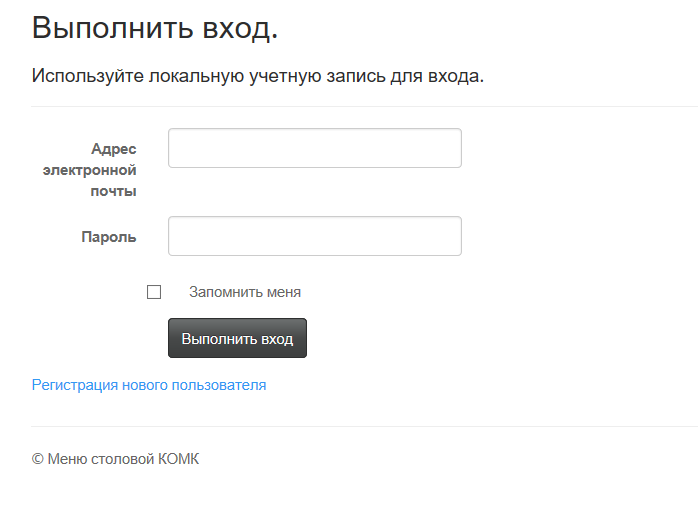 Выполнить вход.
Используйте локальную учетную запись для входа.
Адрес
электронной
почты
Пароль
Запомнить меня
Выполнить вход
Регистрация нового пользователя
© Меню столовой КОМК